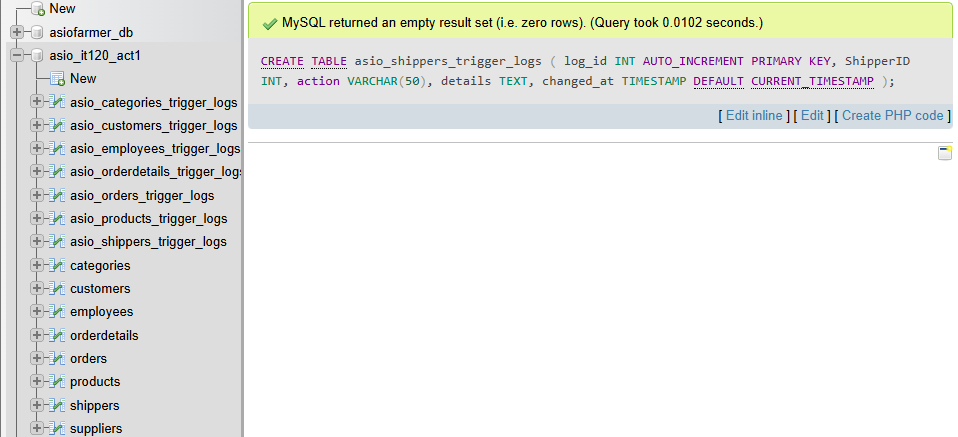 New
asiofarmer_db
asio_it120_act1
New
asio_categories_trigger_logs
asio_customers_trigger_logs
asio_employees_trigger_logs
asio_orderdetails_trigger_logs
asio_orders_trigger_logs
asio_products_trigger_logs
asio_shippers_trigger_logs
categories
customers
employees
orderdetails
orders
products
shippers
suppliers
MySQL returned an empty result set (i.e. zero rows). (Query took 0.0102 seconds.)
CREATE TABLE asio_shippers_trigger_logs ( log_id INT AUTO_INCREMENT PRIMARY KEY, ShipperID
INT, action VARCHAR(50), details TEXT, changed_at TIMESTAMP DEFAULT CURRENT_TIMESTAMP );
[ Edit inline ] [ Edit ] [ Create PHP code ]